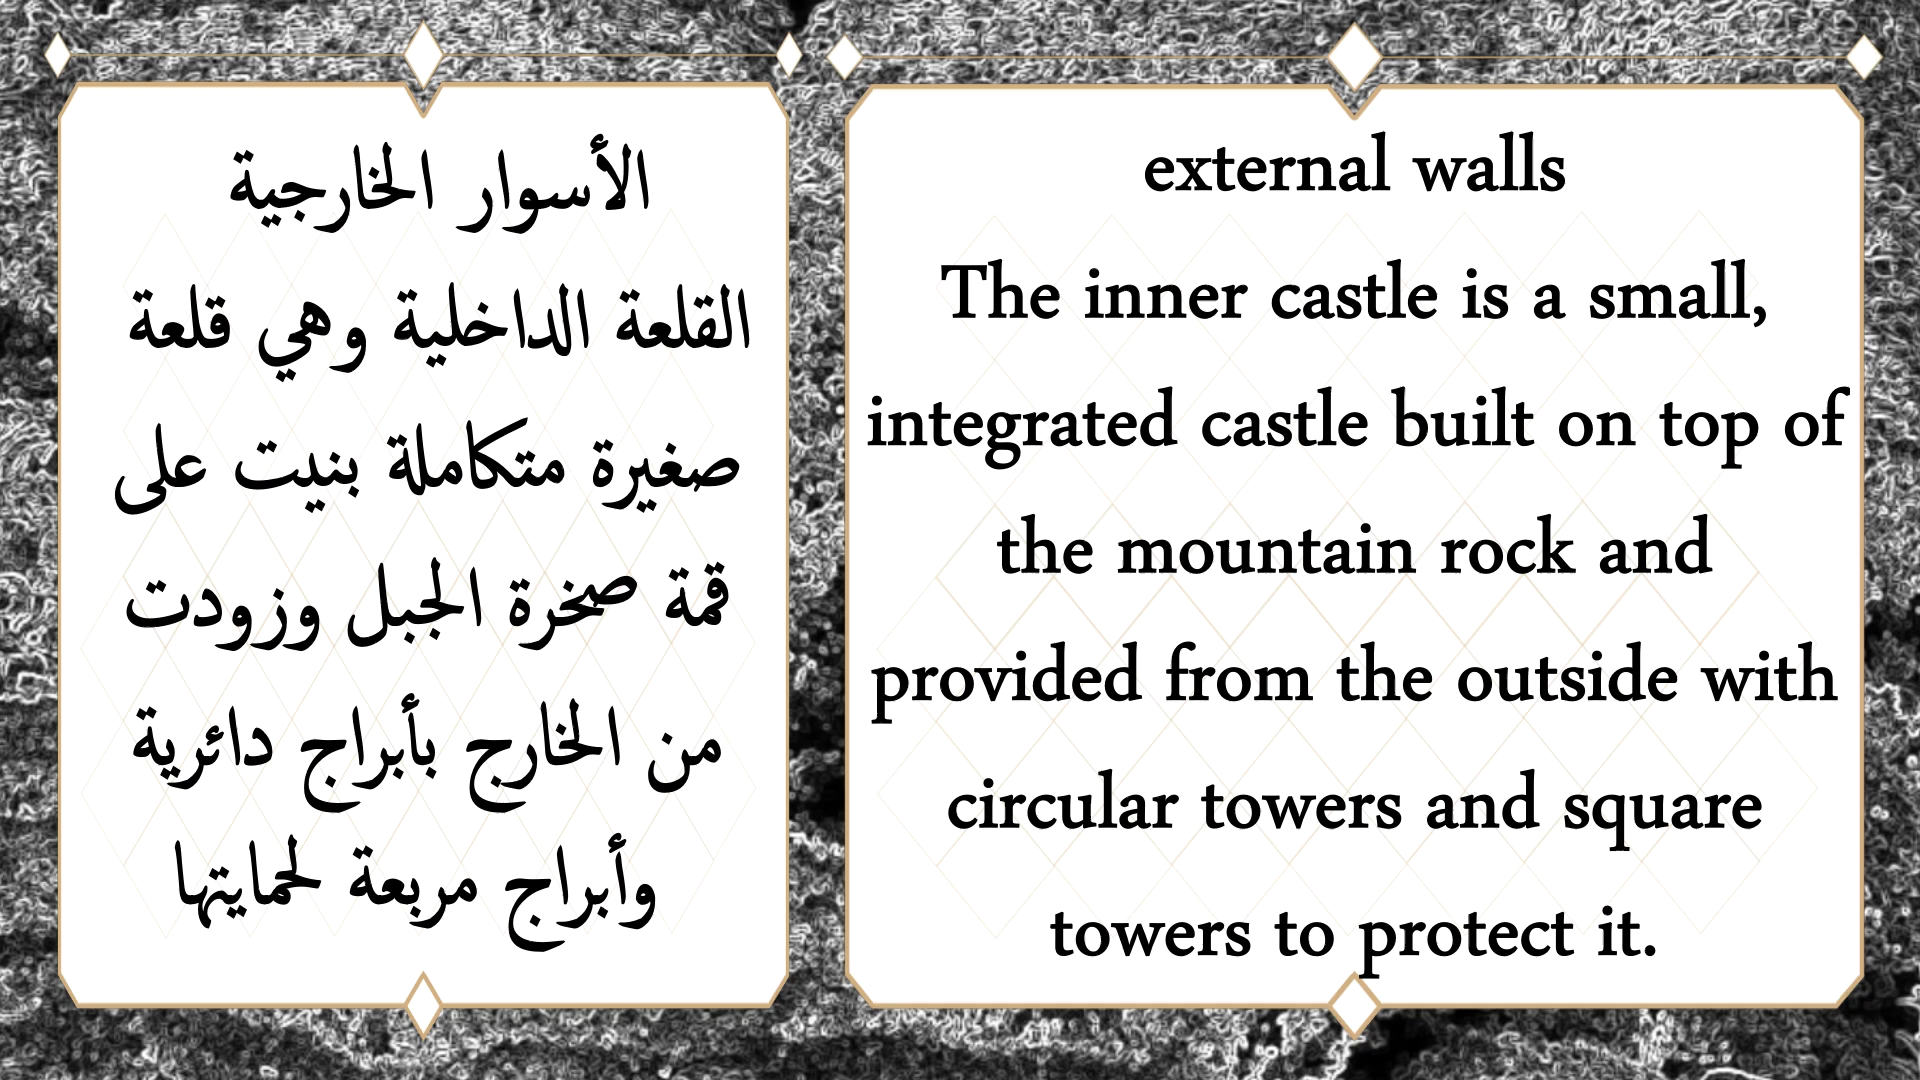 الأسوار الخارجية
القلعة الداخلية وهي قلعة
صغيرة متكاملة بنيت على
قمة صخرة الجبل وزودت
من الخارج بأبراج دائرية
وأبراج مربعة لحمايتها
external walls
The inner castle is a small,
integrated castle built on top of
the mountain rock and
provided from the outside with
circular towers and square
towers to protect it.